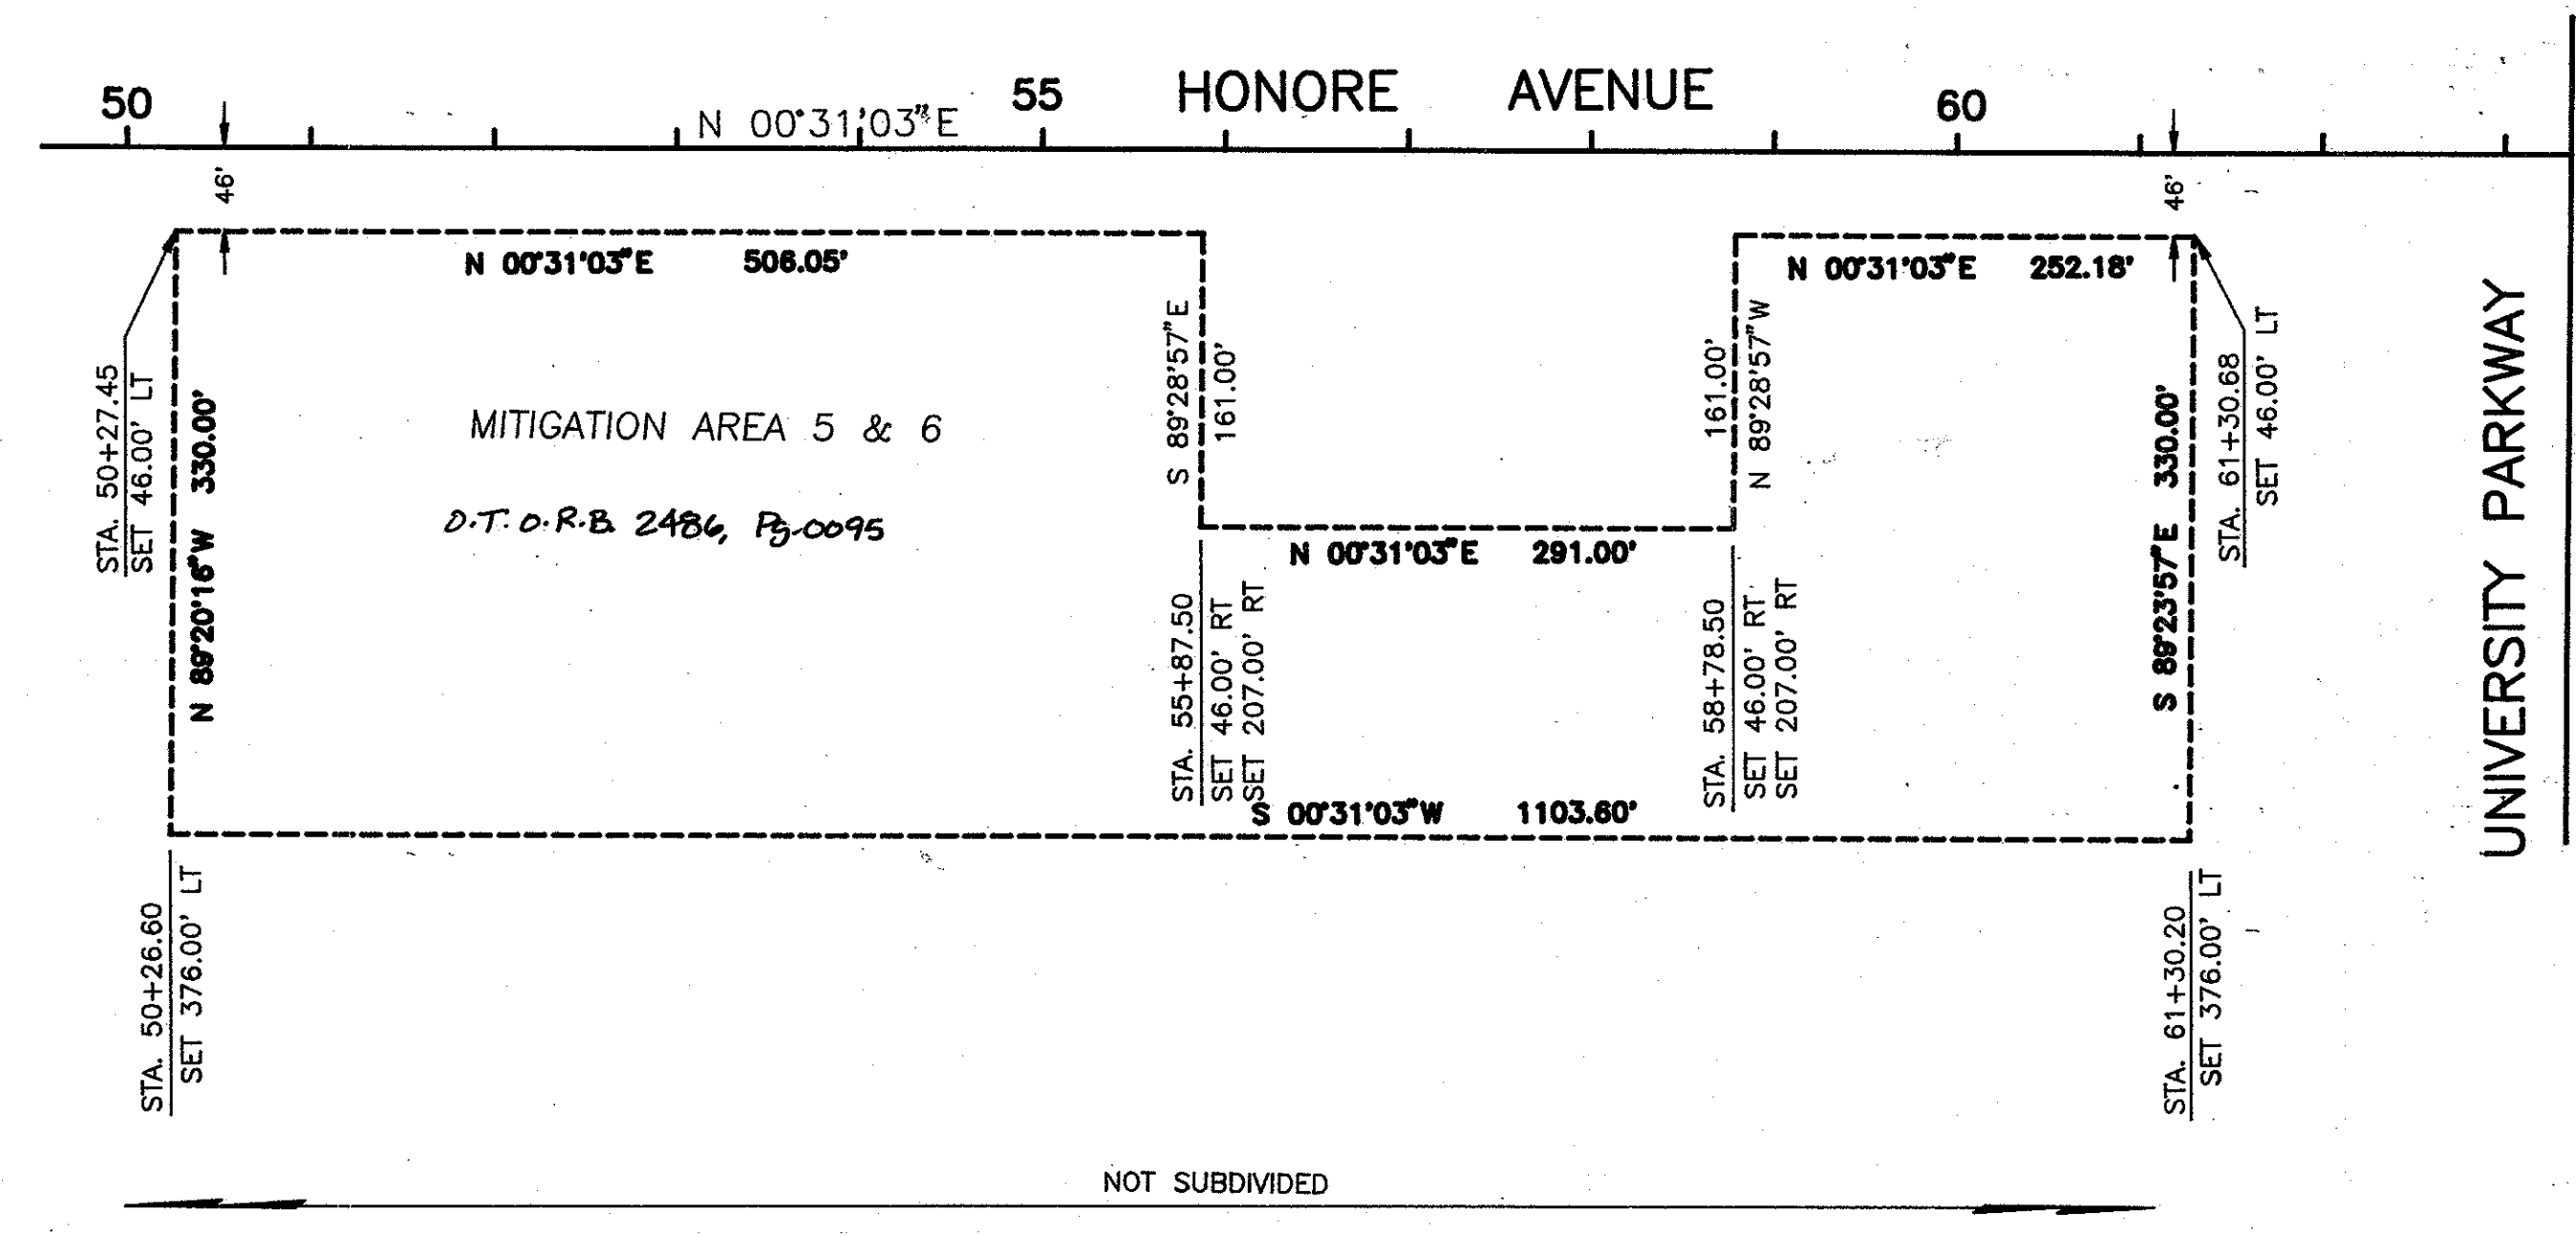 50
55
HONORE AVENUE
60
N 00°31'03"E
46'
46'
N 00°31'03"E 506.05'
N 00°31'03"E 252.18'
STA. 50+27.45
SET 46.00' LT
N 89°20'16"W 330.00'
MITIGATION AREA 5 & 6
O.T. O.R.B. 2486, Pg-0095
S 89°28'57"E
161.00'
161.00'
N 89°28'57"W
S 89°23'57"E 330.00'
STA. 61+30.68
SET 46.00' LT
UNIVERSITY PARKWAY
N 00°31'03"E 291.00'
STA. 55+87.50
SET 46.00' RT
SET 207.00' RT
STA. 58+78.50
SET 46.00' RT
SET 207.00' RT
S 00°31'03"W 1103.60'
STA. 50+26.60
SET 376.00' LT
STA. 61+30.20
SET 376.00' LT
NOT SUBDIVIDED